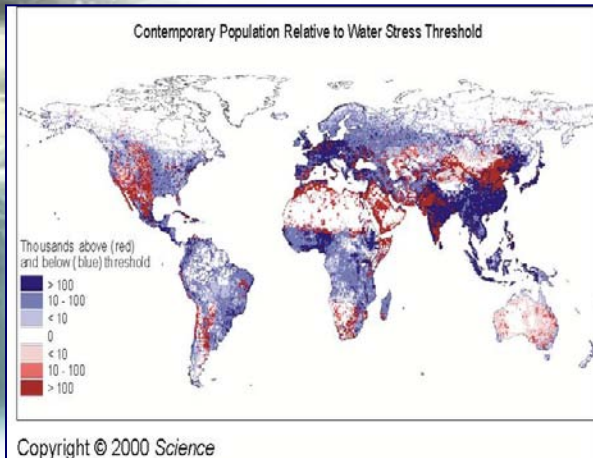 Contemporary Population Relative to Water Stress Threshold
Thousands above (red)
and below (blue) threshold
> 100
10 - 100
< 10
0
< 10
10 - 100
> 100
Copyright © 2000 Science